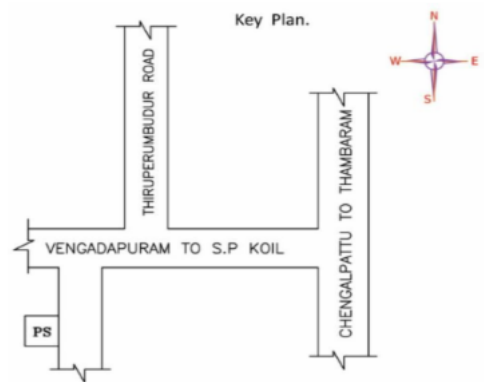 Key Plan.
N
W E
S
THIRUPERUMBUDUR ROAD
CHENGALPATTU TO THAMBARAM
VENGADAPURAM TO S.P KOIL
PS